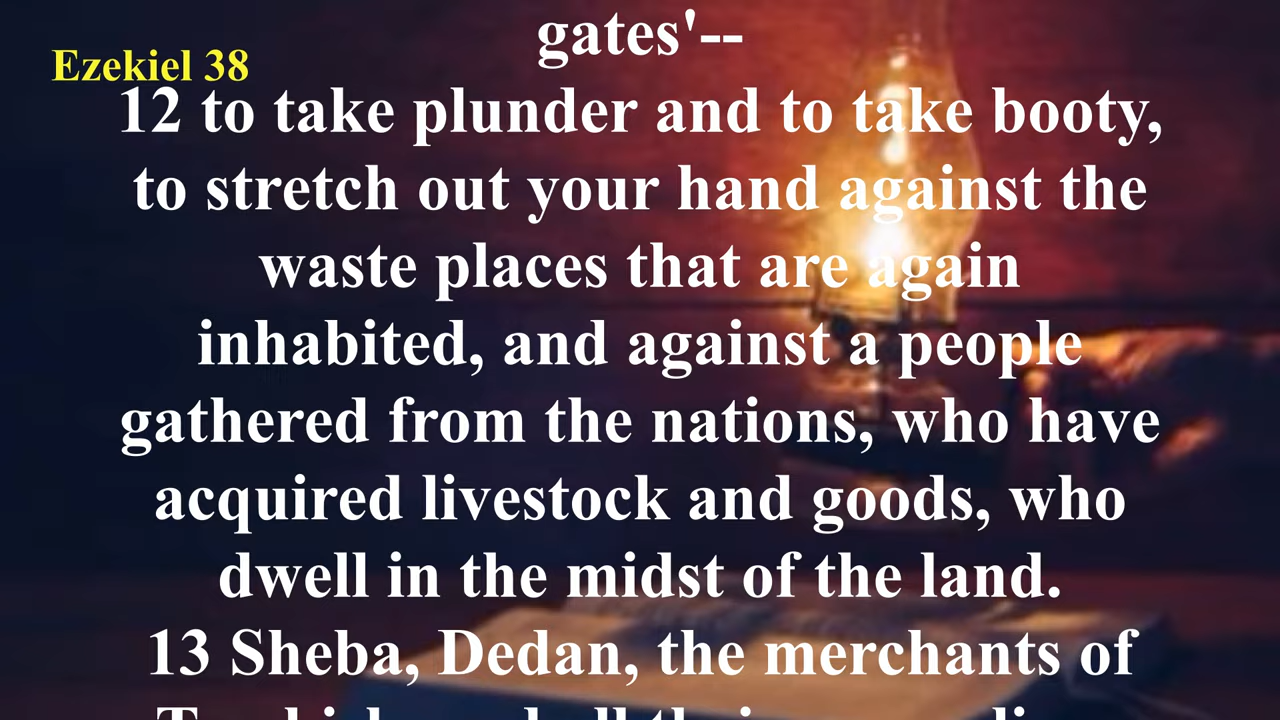 gates'--
Ezekiel 38
12 to take plunder and to take booty,
to stretch out your hand against the
waste places that are again
inhabited, and against a people
gathered from the nations, who have
acquired livestock and goods, who
dwell in the midst of the land.
13 Sheba, Dedan, the merchants of